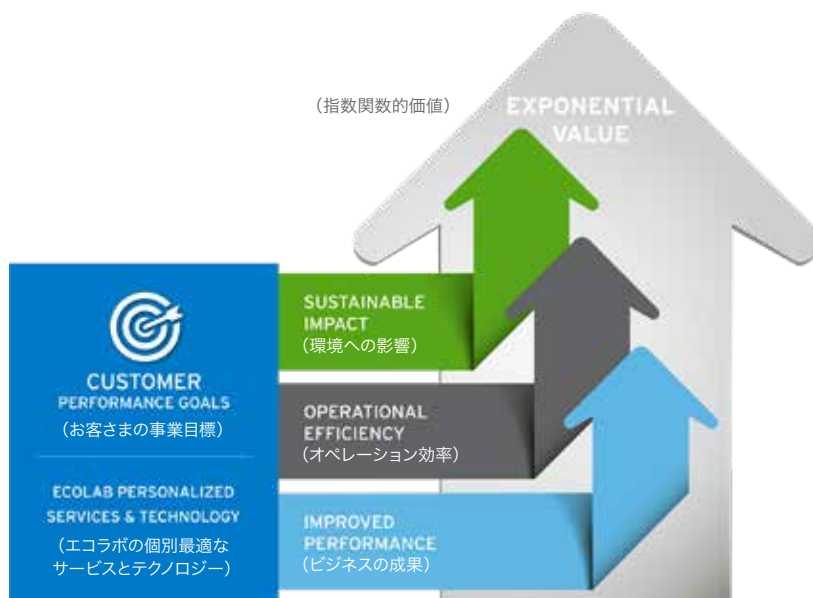 （指数関数的価値）
EXPONENTIAL
VALUE
CUSTOMER
PERFORMANCE GOALS
（お客さまの事業目標）
ECOLAB PERSONALIZED
SERVICES & TECHNOLOGY
（エコラボの個別最適な
サービスとテクノロジー）
SUSTAINABLE
IMPACT
（環境への影響）
OPERATIONAL
EFFICIENCY
（オペレーション効率）
IMPROVED
PERFORMANCE
（ビジネスの成果）